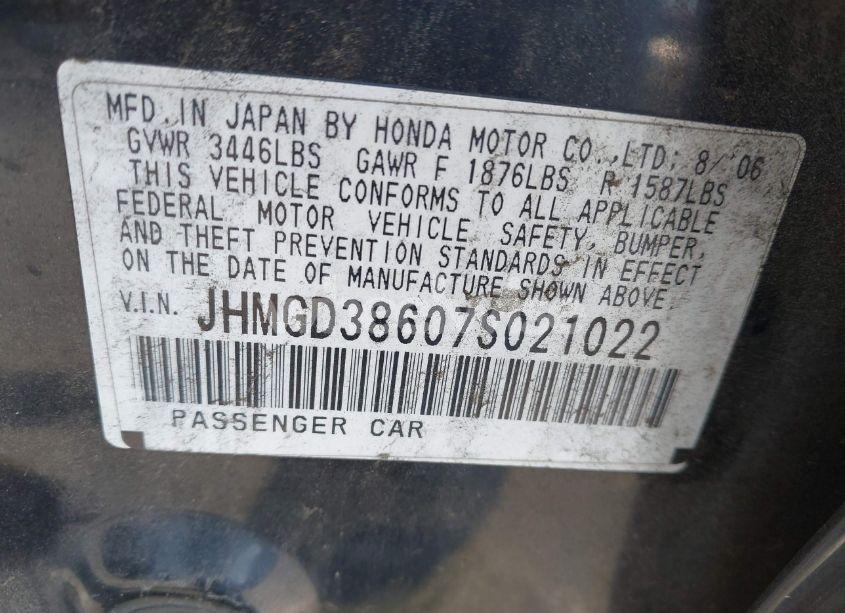 MFD. IN JAPAN BY HONDA MOTOR CO.,LTD: 8/'06
GVWR 3446LBS GAWR F 1876LBS R 1587LBS
THIS VEHICLE CONFORMS TO ALL APPLICABLE
FEDERAL MOTOR VEHICLE SAFETY, BUMPER,
AND THEFT PREVENTION STANDARDS IN EFFECT
ON THE DATE OF MANUFACTURE SHOWN ABOVE.
V.I.N. JHMGD38607S021022
PASSENGER CAR